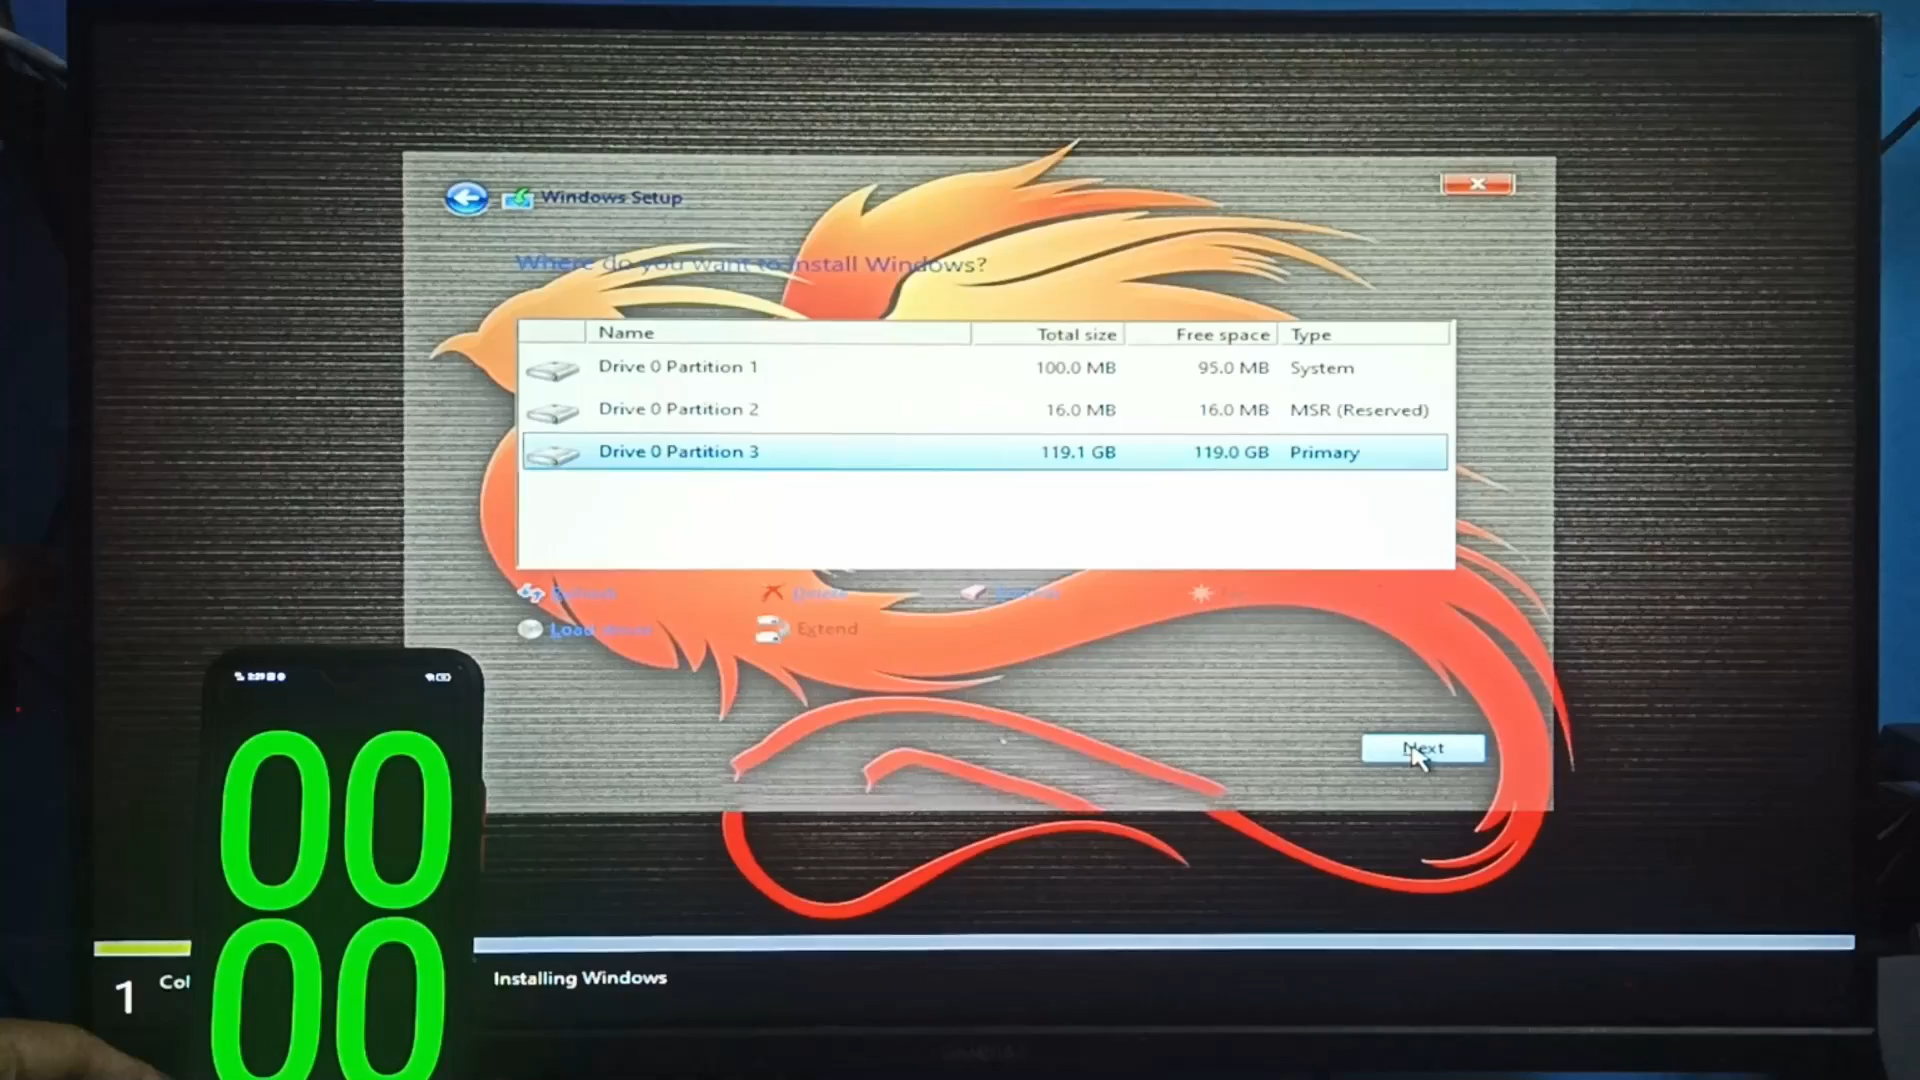 Windows Setup
Where do you want to install Windows?
Name Total size Free space Type
Drive 0 Partition 1 100.0 MB 95.0 MB System
Drive 0 Partition 2 16.0 MB 16.0 MB MSR (Reserved)
Drive 0 Partition 3 119.1 GB 119.0 GB Primary
Refresh Delete
Load Extend
Next
00
00
1 Col Installing Windows